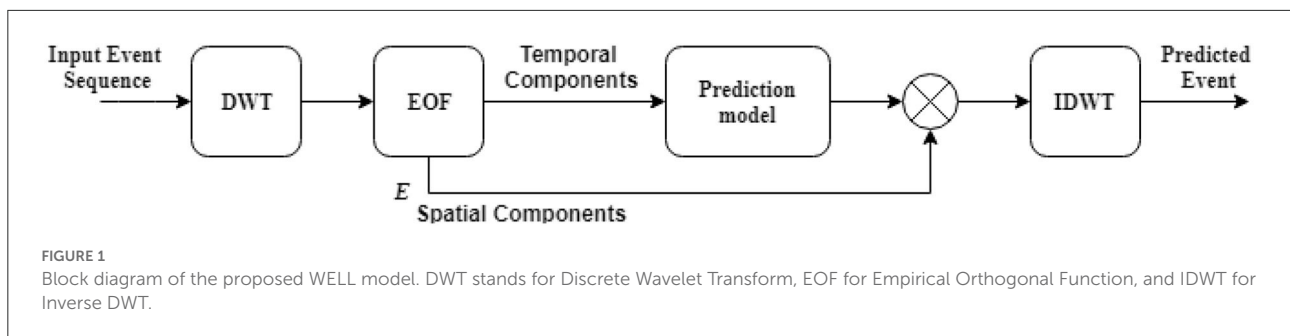 Input Event
Sequence
DWT
EOF
Temporal
Components
Prediction
model
IDWT
Predicted
Event
E
Spatial Components
FIGURE 1
Block diagram of the proposed WELL model. DWT stands for Discrete Wavelet Transform, EOF for Empirical Orthogonal Function, and IDWT for
Inverse DWT.